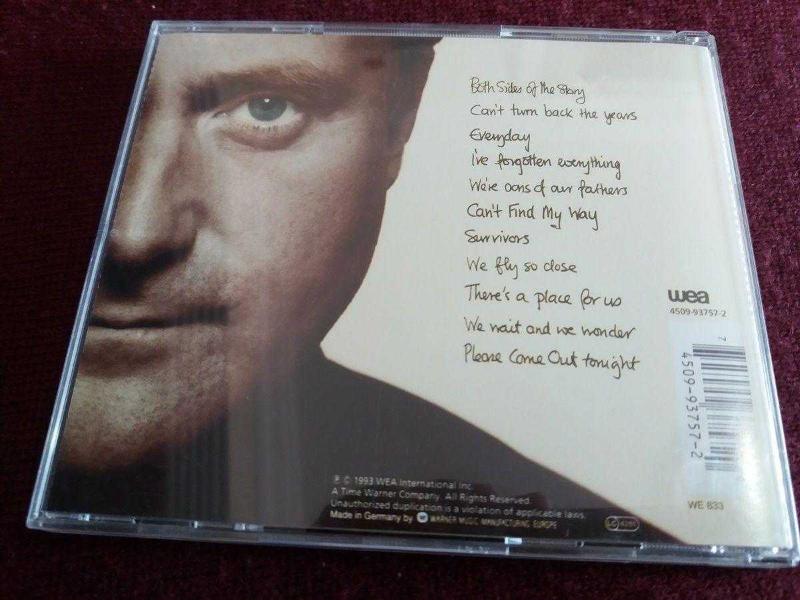 Both Sides of the Story
Can't turn back the years
Everyday
I've forgotten everything
We're sons of our fathers
Can't Find My Way
Survivors
We fly so close
There's a place for us
We wait and we wonder
Please Come Out tonight
wea
4509-93757-2
7
4509-93757-2
WE 833
℗ © 1993 WEA International Inc.
A Time Warner Company. All Rights Reserved.
Unauthorized duplication is a violation of applicable laws.
Made in Germany by WARNER MUSIC MANUFACTURING EUROPE
LC 4281